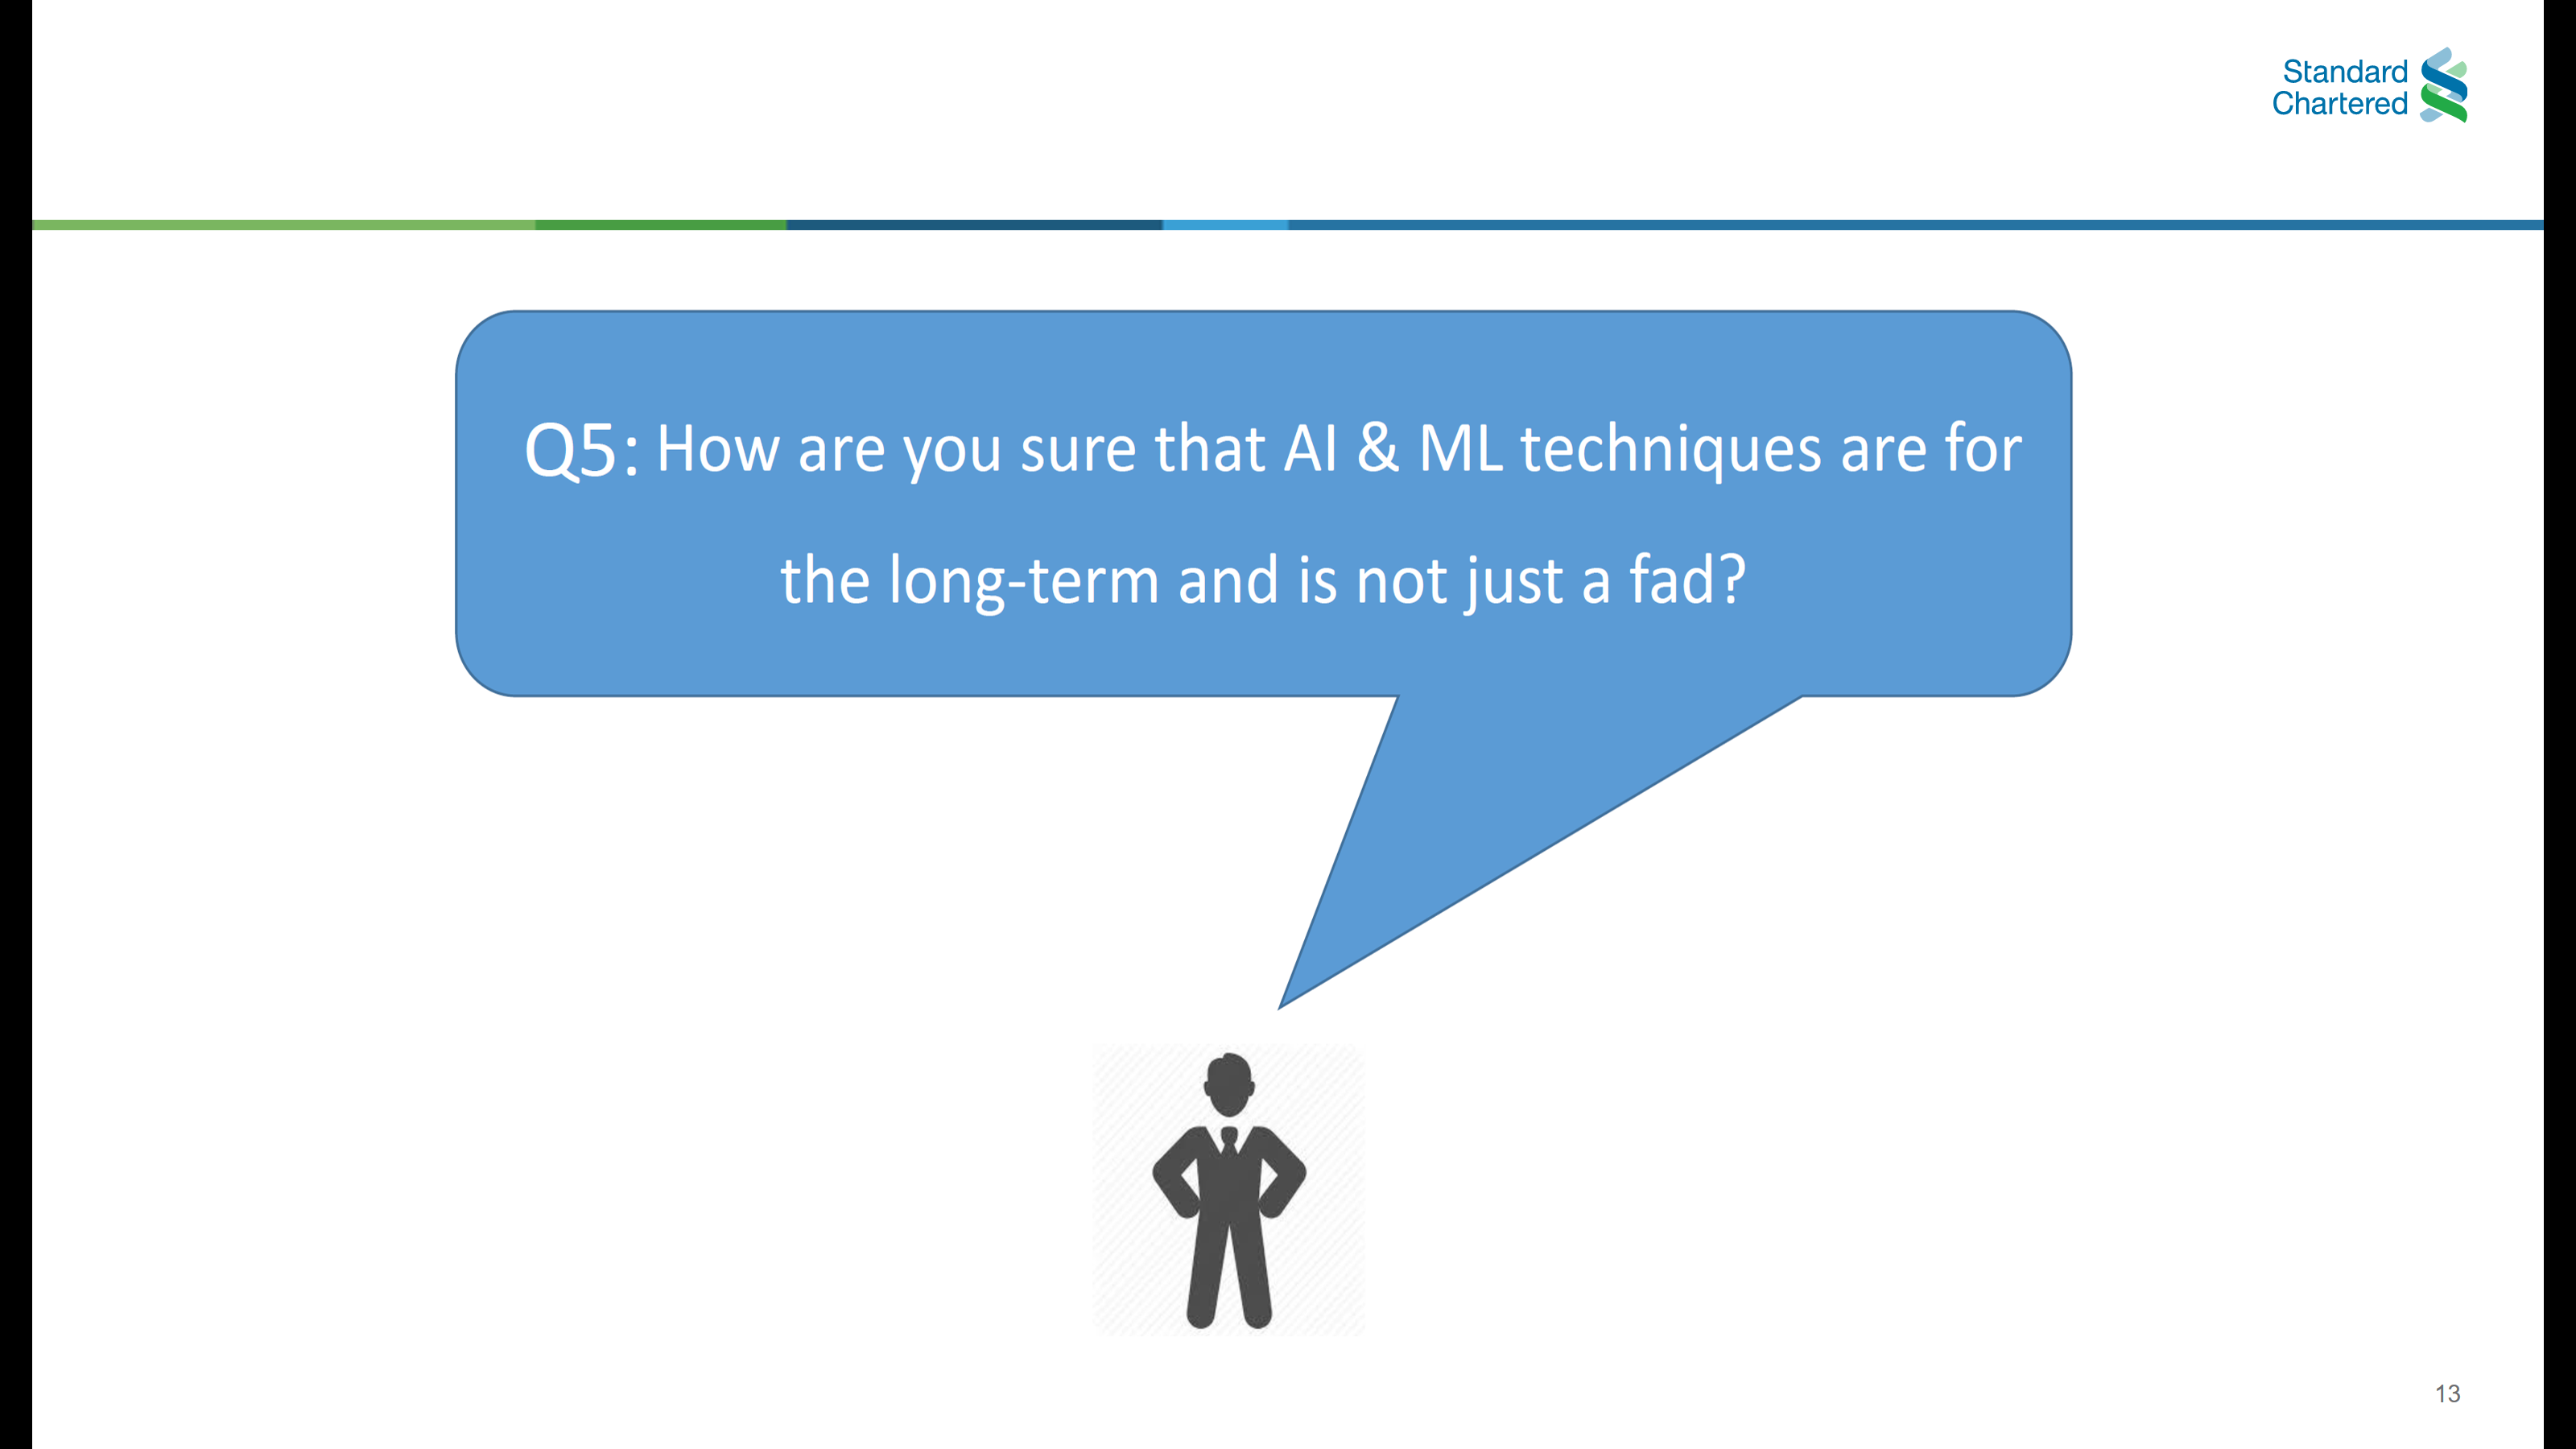 Standard
Chartered
Q5: How are you sure that AI & ML techniques are for
the long-term and is not just a fad?
13